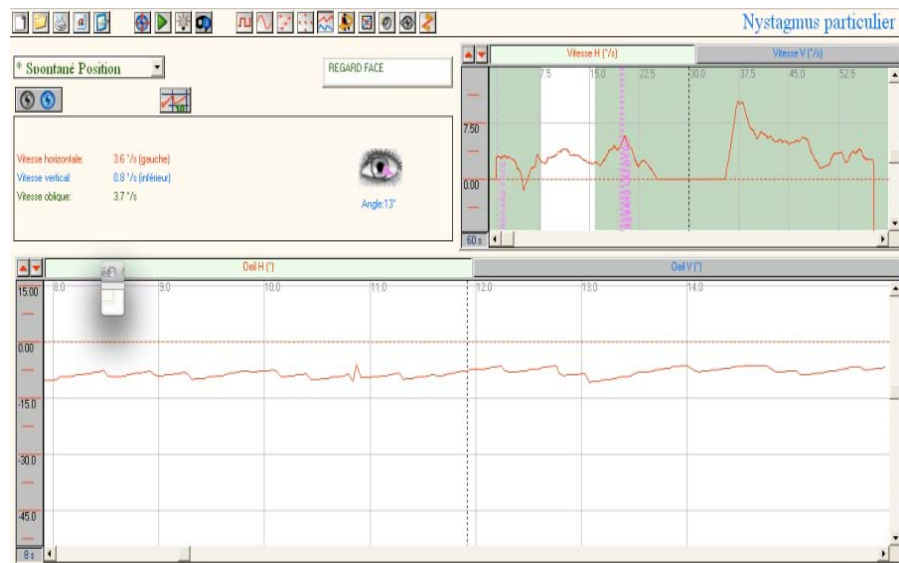 Nystagmus particulier
* Spontané Position
REGARD FACE
Vitesse horizontale: 3.6 °/s (gauche)
Vitesse vertical: 0.8 °/s (inférieur)
Vitesse oblique: 3.7 °/s
Angle:13°
Vitesse H (°/s) Vitesse V (°/s)
7.5 15.0 22.5 30.0 37.5 45.0 52.5
7.50
0.00
60 s
Oeil H (°) Oeil V (°)
8.0 9.0 10.0 11.0 12.0 13.0 14.0
15.00
0.00
-15.0
-30.0
-45.0
8 s